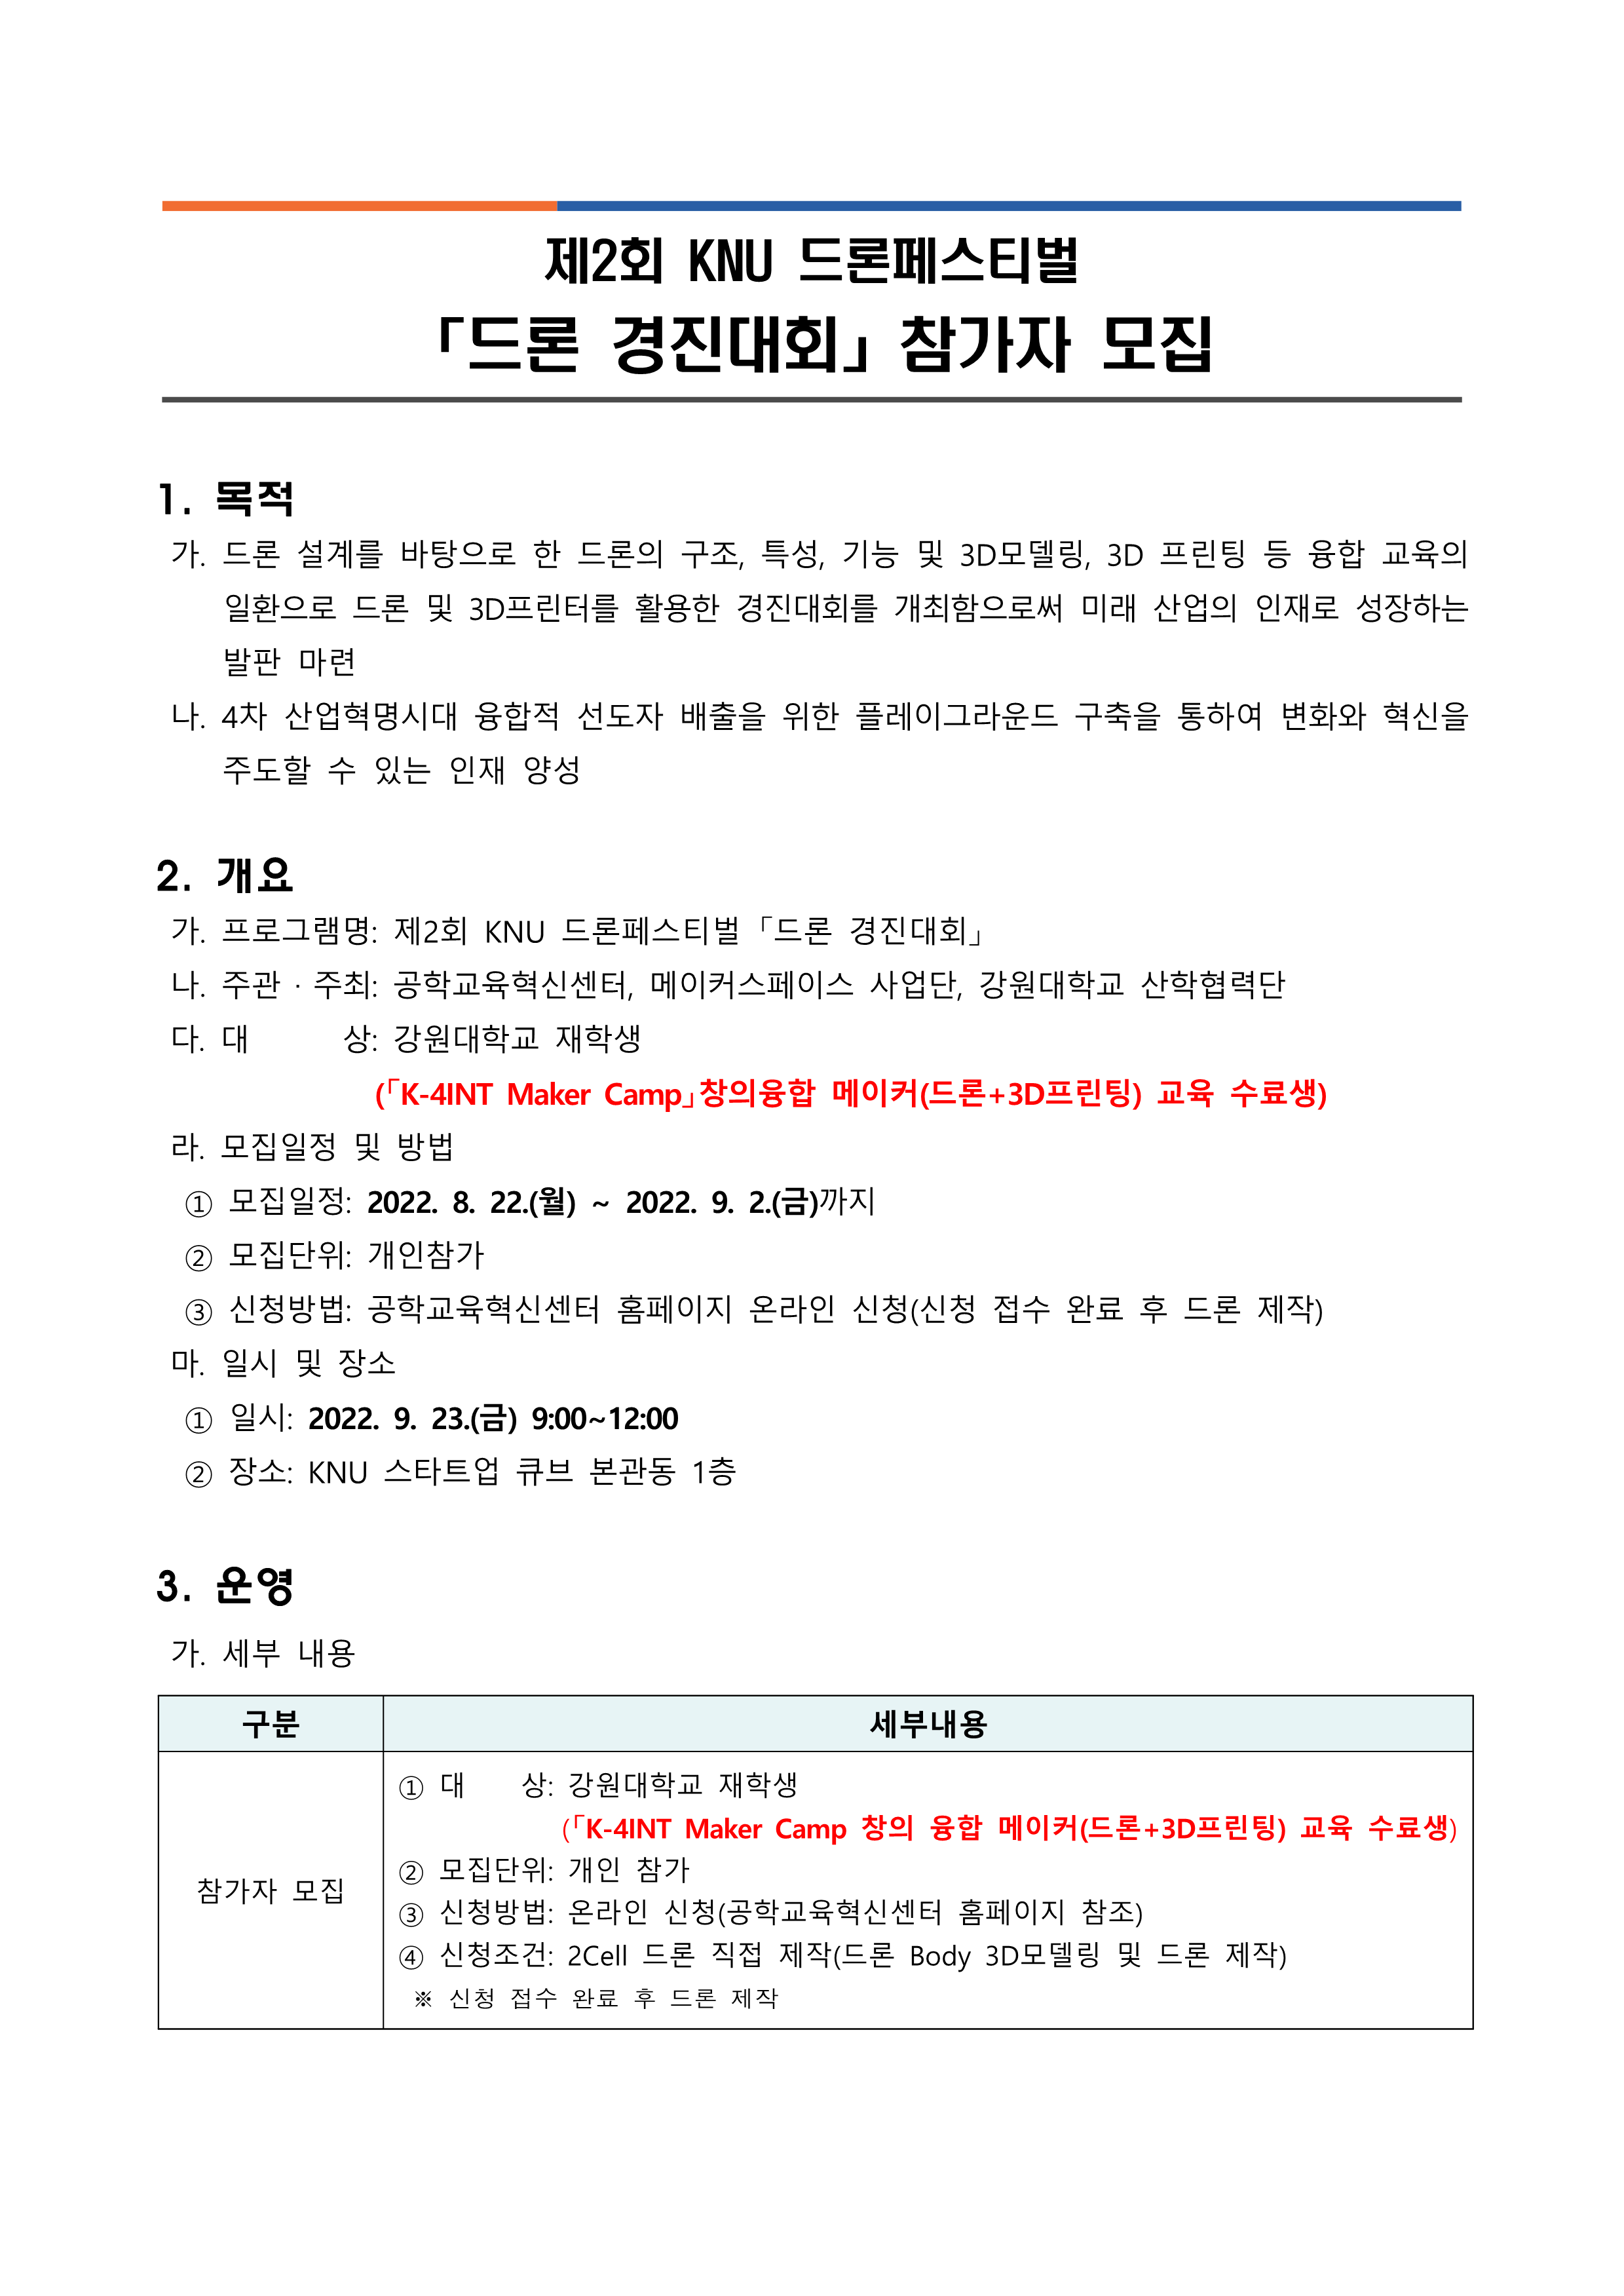 제2회 KNU 드론페스티벌
「드론 경진대회」 참가자 모집
1. 목적
가. 드론 설계를 바탕으로 한 드론의 구조, 특성, 기능 및 3D모델링, 3D 프린팅 등 융합 교육의
일환으로 드론 및 3D프린터를 활용한 경진대회를 개최함으로써 미래 산업의 인재로 성장하는
발판 마련
나. 4차 산업혁명시대 융합적 선도자 배출을 위한 플레이그라운드 구축을 통하여 변화와 혁신을
주도할 수 있는 인재 양성
2. 개요
가. 프로그램명: 제2회 KNU 드론페스티벌「드론 경진대회」
나. 주관 · 주최: 공학교육혁신센터, 메이커스페이스 사업단, 강원대학교 산학협력단
다. 대 상: 강원대학교 재학생
(「K-4INT Maker Camp」창의융합 메이커(드론+3D프린팅) 교육 수료생)
라. 모집일정 및 방법
① 모집일정: 2022. 8. 22.(월) ~ 2022. 9. 2.(금)까지
② 모집단위: 개인참가
③ 신청방법: 공학교육혁신센터 홈페이지 온라인 신청(신청 접수 완료 후 드론 제작)
마. 일시 및 장소
① 일시: 2022. 9. 23.(금) 9:00~12:00
② 장소: KNU 스타트업 큐브 본관동 1층
3. 운영
가. 세부 내용
구분 세부내용
참가자 모집
① 대 상: 강원대학교 재학생
(「K-4INT Maker Camp 창의 융합 메이커(드론+3D프린팅) 교육 수료생)
② 모집단위: 개인 참가
③ 신청방법: 온라인 신청(공학교육혁신센터 홈페이지 참조)
④ 신청조건: 2Cell 드론 직접 제작(드론 Body 3D모델링 및 드론 제작)
※ 신청 접수 완료 후 드론 제작